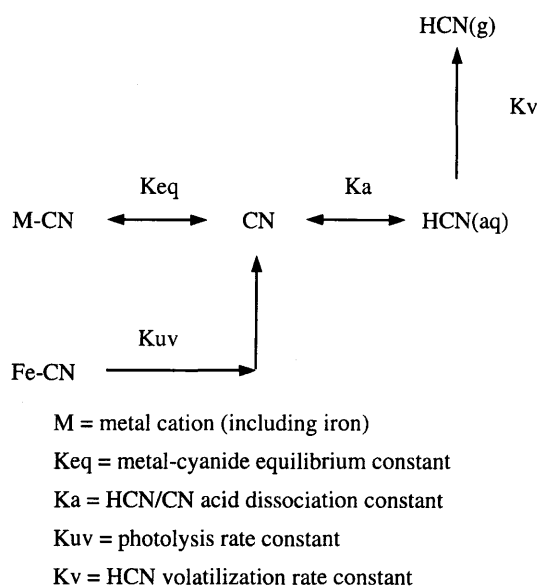 HCN(g)
Kv
Keq
Ka
M-CN
CN
HCN(aq)
Kuv
Fe-CN
M = metal cation (including iron)
Keq = metal-cyanide equilibrium constant
Ka = HCN/CN acid dissociation constant
Kuv = photolysis rate constant
Kv = HCN volatilization rate constant